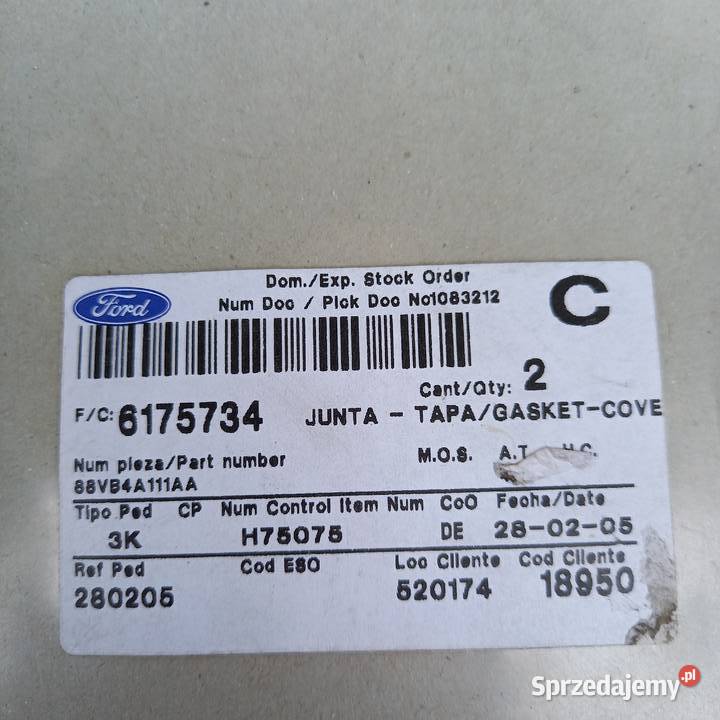 Ford
Dom./Exp. Stock Order
Num Doc / Pick Doc No1083212
C
Cant/Qty: 2
F/C: 6175734 JUNTA - TAPA/GASKET-COVE
Num pieza/Part number M.O.S. A.T H.C.
88VB4A111AA
Tipo Ped CP Num Control Item Num CoO Fecha/Date
3K H75075 DE 28-02-05
Ref Ped Cod ESO Loc Cliente Cod Cliente
280205 520174 18950
Sprzedajemy.pl